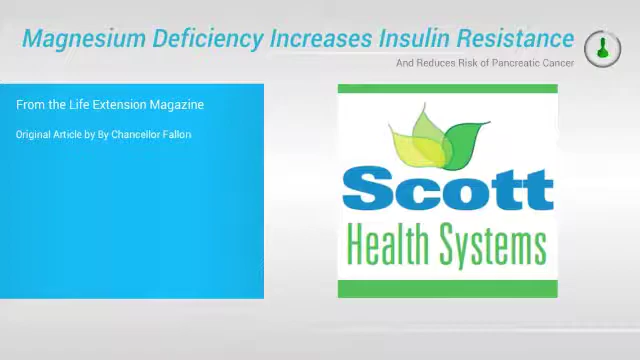 Magnesium Deficiency Increases Insulin Resistance
And Reduces Risk of Pancreatic Cancer
From the Life Extension Magazine
Original Article by By Chancellor Fallon
Scott
Health Systems